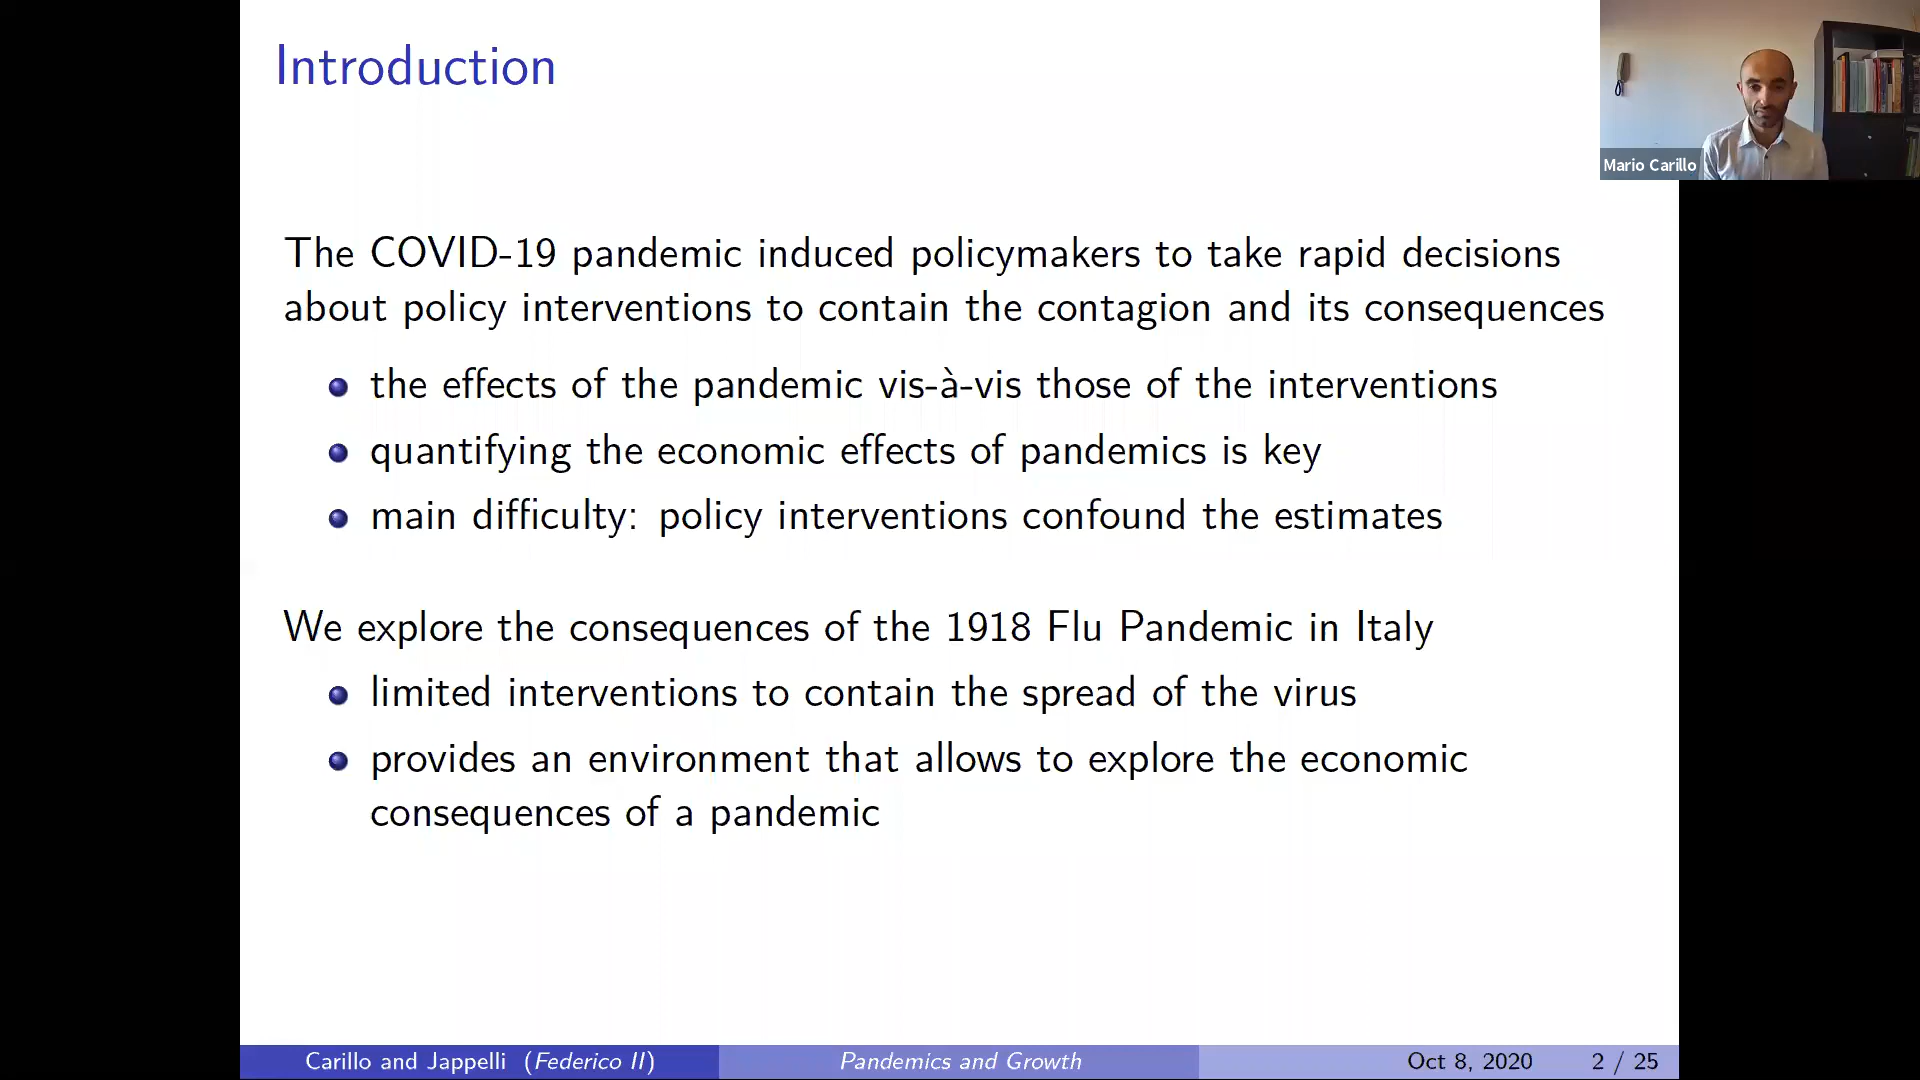 Introduction
Mario Carillo
The COVID-19 pandemic induced policymakers to take rapid decisions
about policy interventions to contain the contagion and its consequences
the effects of the pandemic vis-à-vis those of the interventions
quantifying the economic effects of pandemics is key
main difficulty: policy interventions confound the estimates
We explore the consequences of the 1918 Flu Pandemic in Italy
limited interventions to contain the spread of the virus
provides an environment that allows to explore the economic
consequences of a pandemic
Carillo and Jappelli (Federico II) Pandemics and Growth Oct 8, 2020 2 / 25